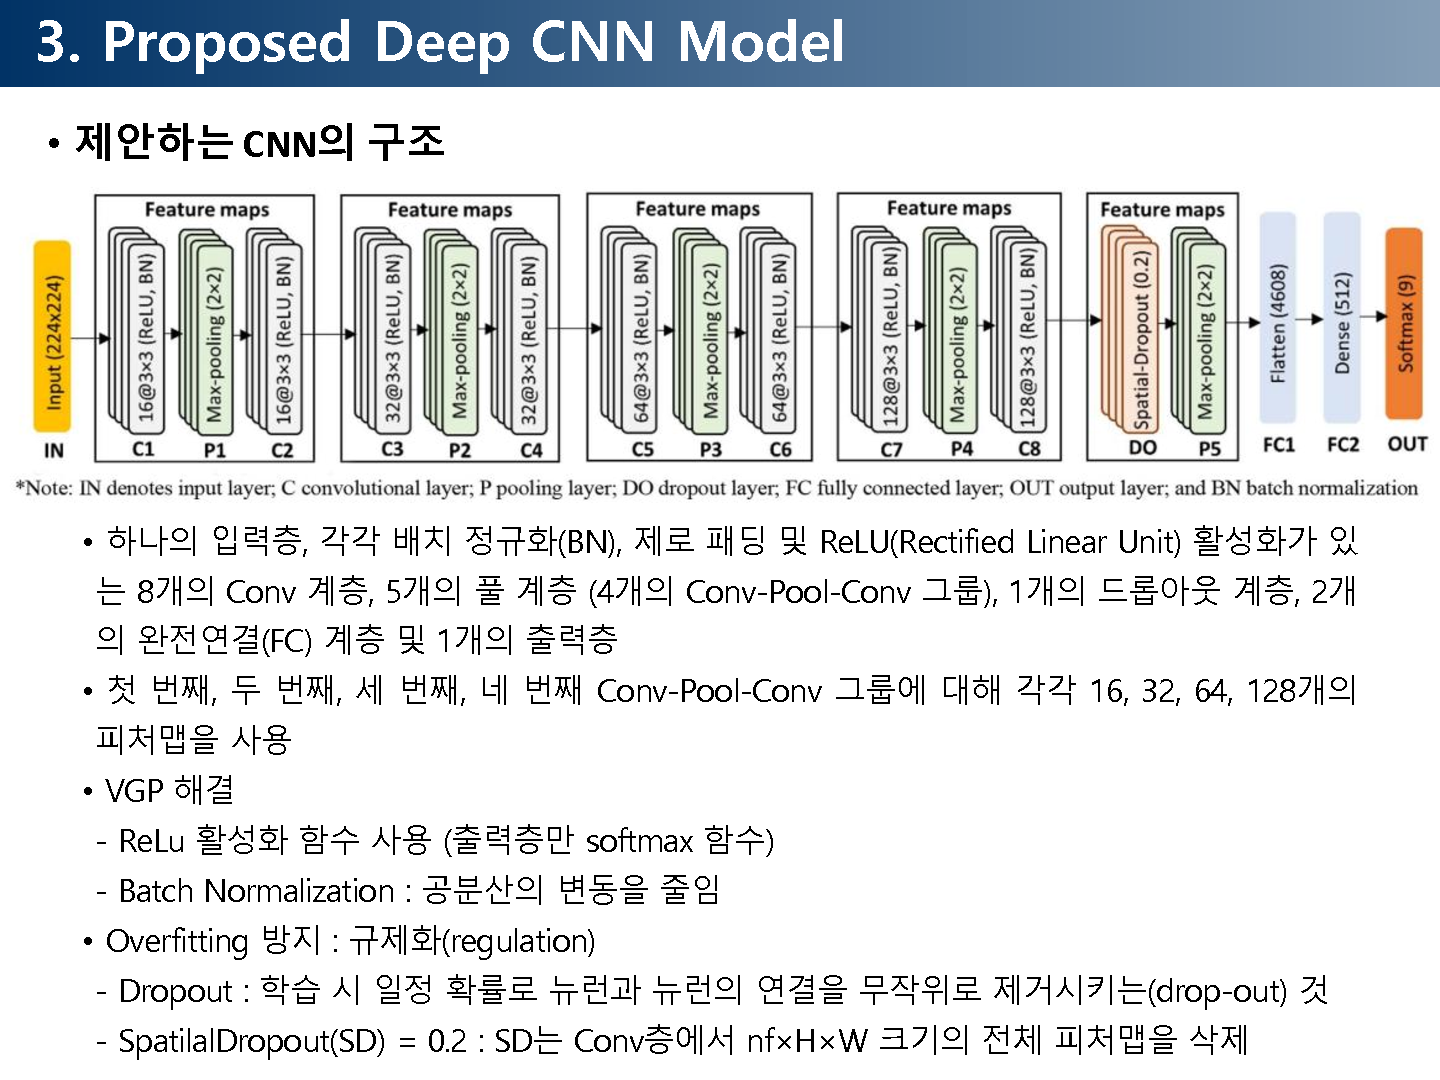 3. Proposed Deep CNN Model
• 제안하는 CNN의 구조
Feature maps Feature maps Feature maps Feature maps Feature maps
Input (224x224)
16@3×3 (ReLU, BN)
Max-pooling (2×2)
16@3×3 (ReLU, BN)
32@3×3 (ReLU, BN)
Max-pooling (2×2)
32@3×3 (ReLU, BN)
64@3×3 (ReLU, BN)
Max-pooling (2×2)
64@3×3 (ReLU, BN)
128@3×3 (ReLU, BN)
Max-pooling (2×2)
128@3×3 (ReLU, BN)
Spatial-Dropout (0.2)
Max-pooling (2×2)
Flatten (4608)
Dense (512)
Softmax (9)
IN C1 P1 C2 C3 P2 C4 C5 P3 C6 C7 P4 C8 DO P5 FC1 FC2 OUT
*Note: IN denotes input layer; C convolutional layer; P pooling layer; DO dropout layer; FC fully connected layer; OUT output layer; and BN batch normalization
• 하나의 입력층, 각각 배치 정규화(BN), 제로 패딩 및 ReLU(Rectified Linear Unit) 활성화가 있
는 8개의 Conv 계층, 5개의 풀 계층 (4개의 Conv-Pool-Conv 그룹), 1개의 드롭아웃 계층, 2개
의 완전연결(FC) 계층 및 1개의 출력층
• 첫 번째, 두 번째, 세 번째, 네 번째 Conv-Pool-Conv 그룹에 대해 각각 16, 32, 64, 128개의
피처맵을 사용
• VGP 해결
- ReLu 활성화 함수 사용 (출력층만 softmax 함수)
- Batch Normalization : 공분산의 변동을 줄임
• Overfitting 방지 : 규제화(regulation)
- Dropout : 학습 시 일정 확률로 뉴런과 뉴런의 연결을 무작위로 제거시키는(drop-out) 것
- SpatilalDropout(SD) = 0.2 : SD는 Conv층에서 nf×H×W 크기의 전체 피처맵을 삭제